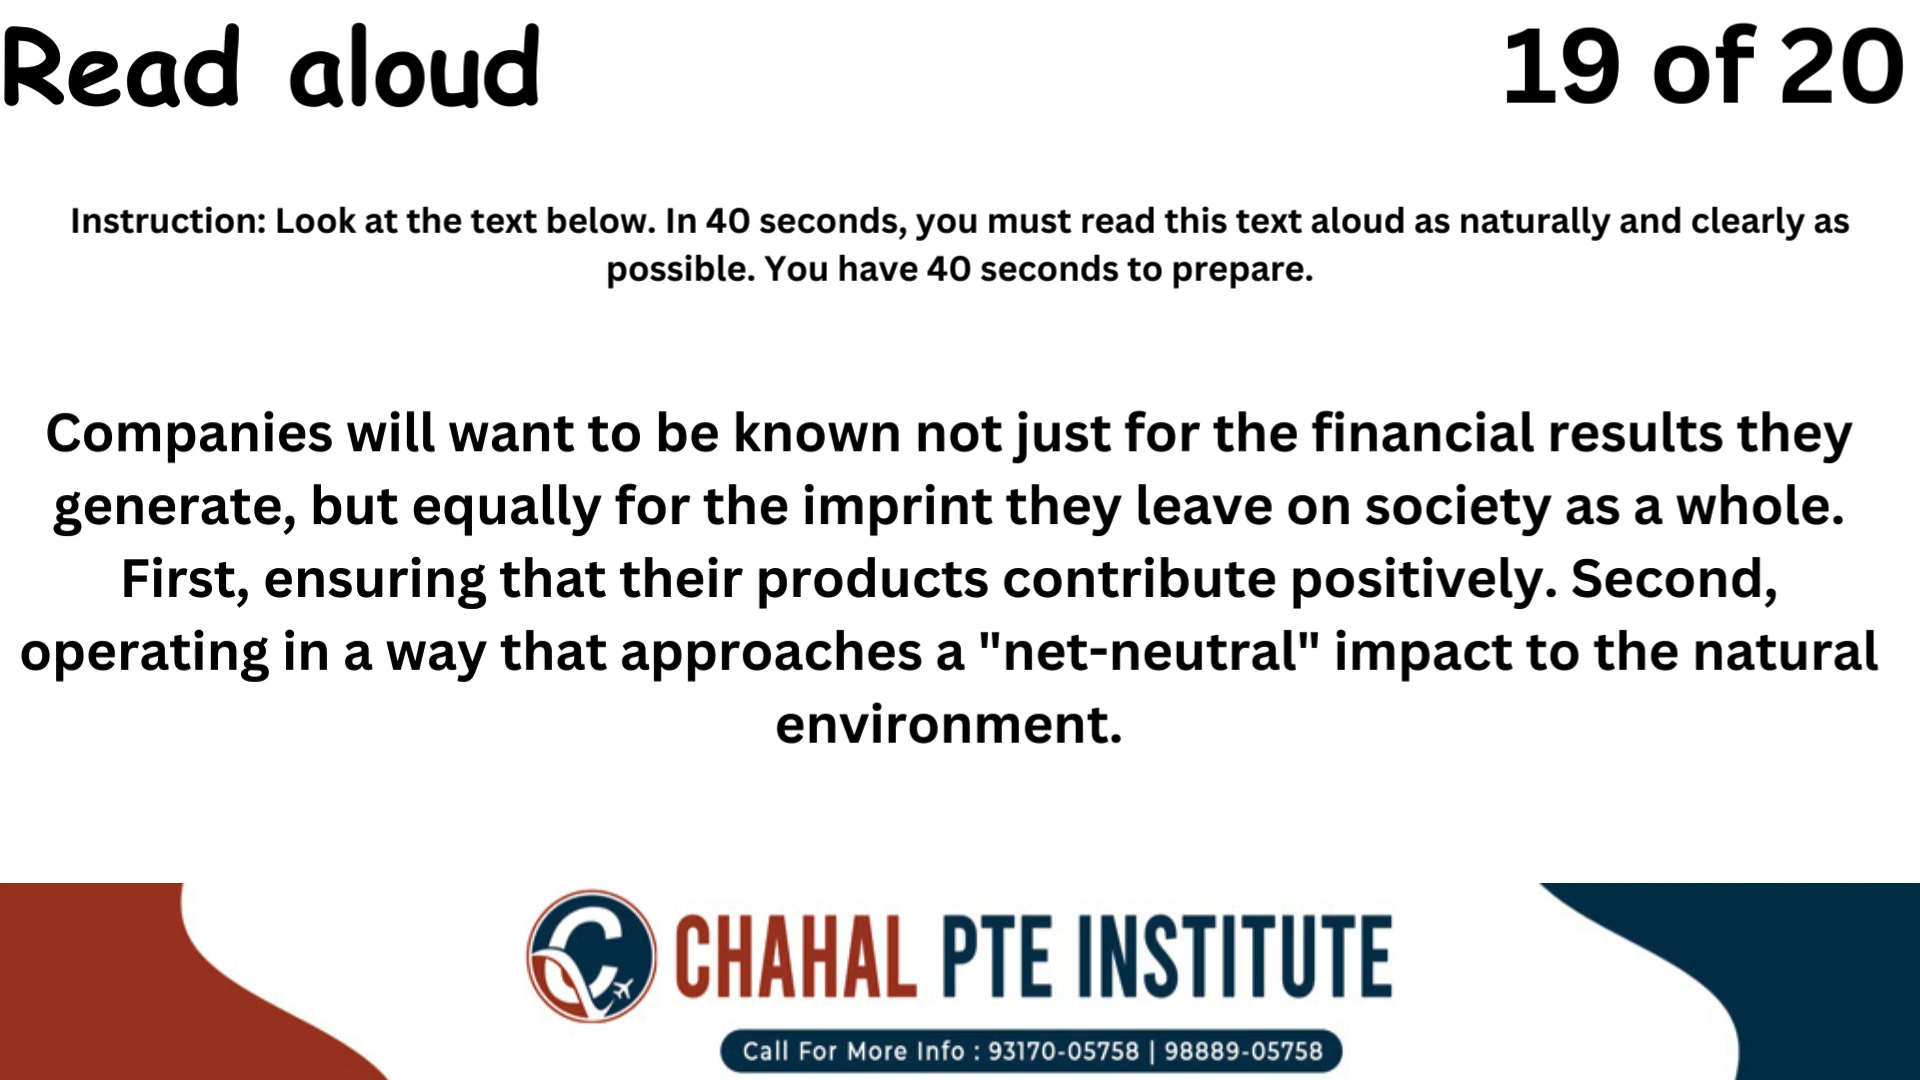 Read aloud
19 of 20
Instruction: Look at the text below. In 40 seconds, you must read this text aloud as naturally and clearly as
possible. You have 40 seconds to prepare.
Companies will want to be known not just for the financial results they
generate, but equally for the imprint they leave on society as a whole.
First, ensuring that their products contribute positively. Second,
operating in a way that approaches a "net-neutral" impact to the natural
environment.
CHAHAL PTE INSTITUTE
Call For More Info : 93170-05758 | 98889-05758